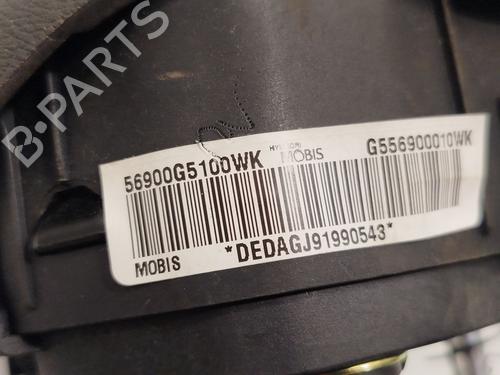 B-PARTS
56900G5100WK
HYUNDAI
MOBIS
G556900010WK
*DEDAGJ91990543*
MOBIS